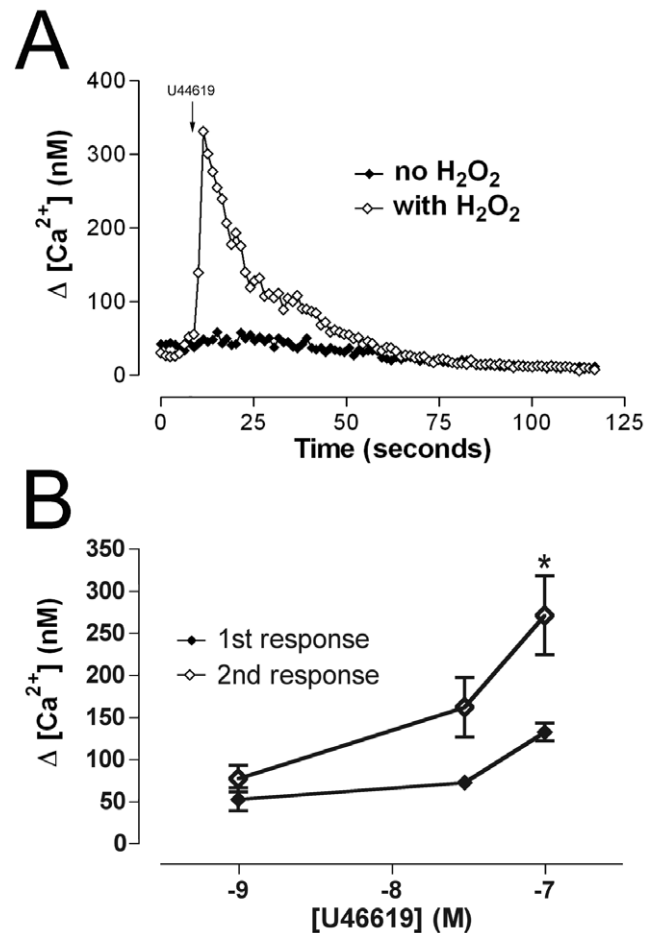 A
400
300
200
100
0
Δ [Ca²⁺] (nM)
U44619
no H₂O₂
with H₂O₂
0 25 50 75 100 125
Time (seconds)
B
350
300
250
200
150
100
50
0
Δ [Ca²⁺] (nM)
*
1st response
2nd response
-9 -8 -7
[U46619] (M)